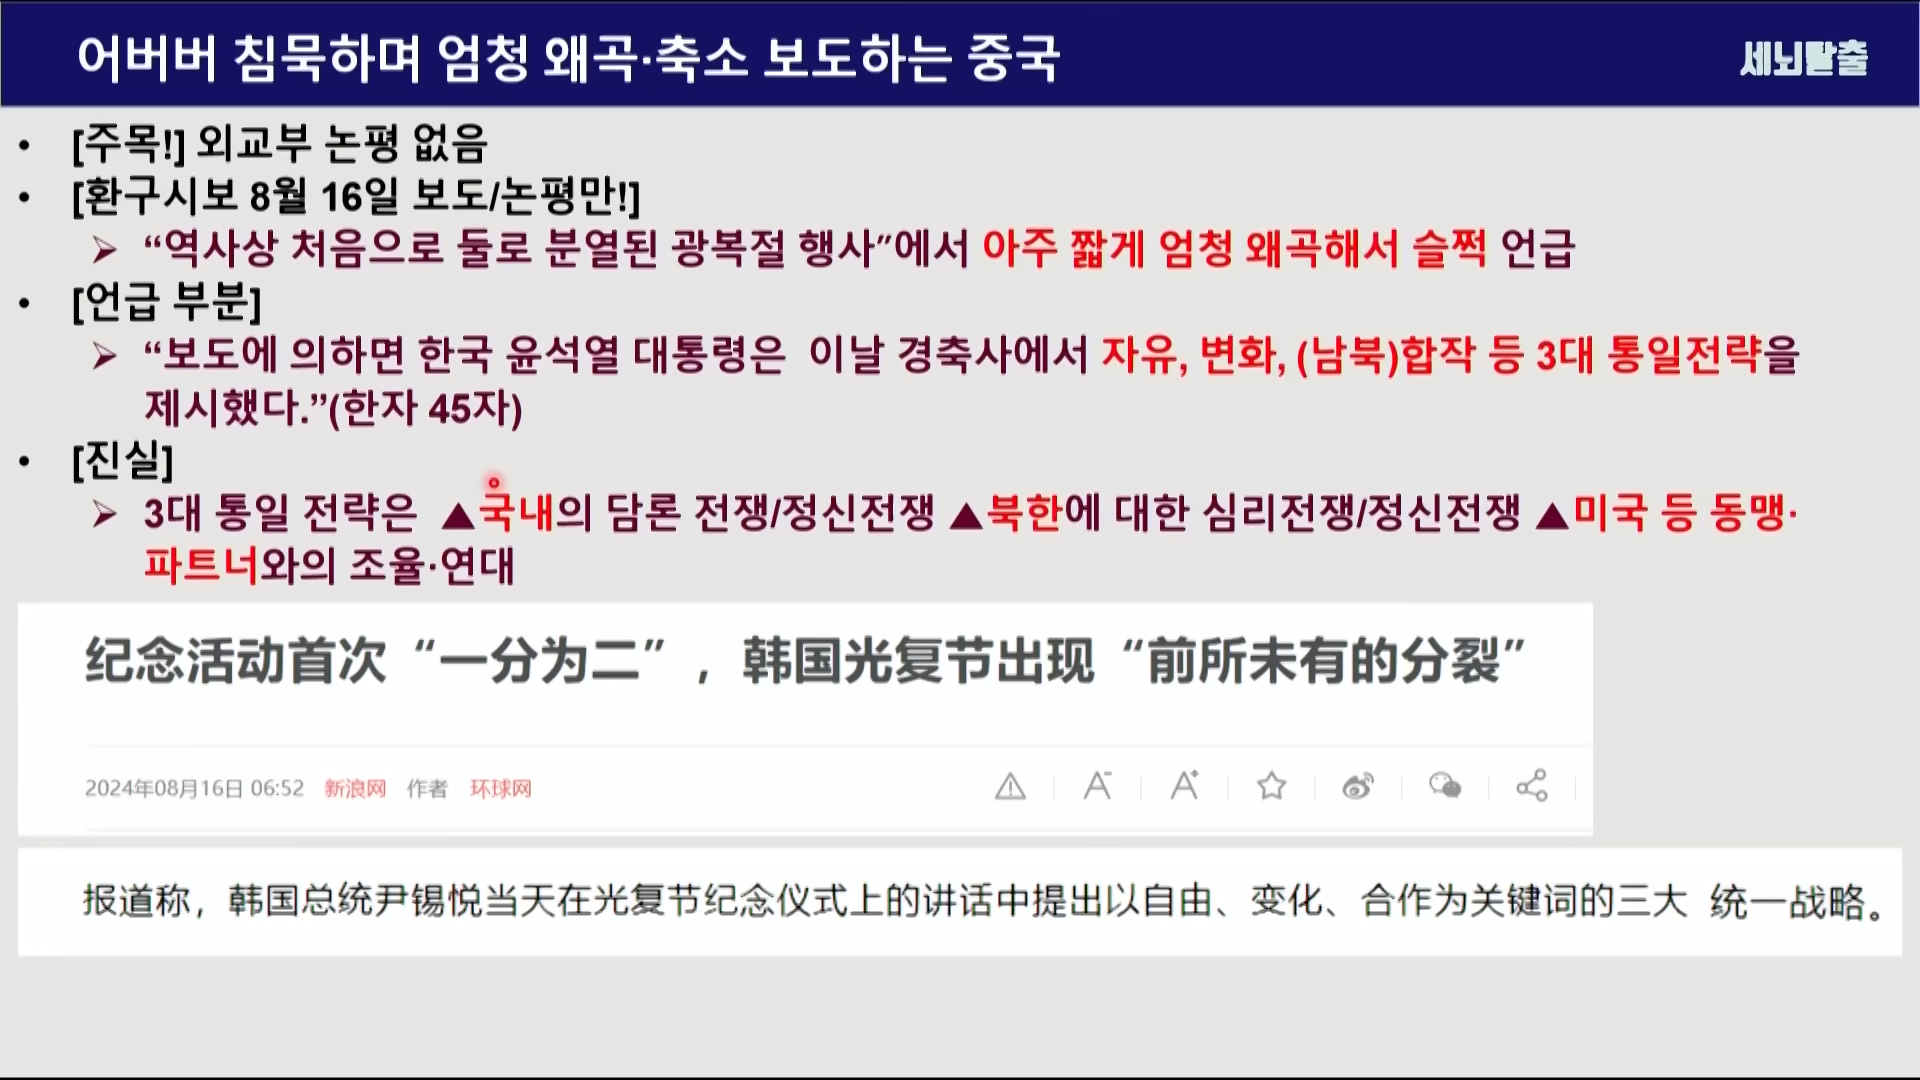 어버버 침묵하며 엄청 왜곡·축소 보도하는 중국
세뇌탈출
• [주목!] 외교부 논평 없음
• [환구시보 8월 16일 보도/논평만!]
➢ “역사상 처음으로 둘로 분열된 광복절 행사”에서 아주 짧게 엄청 왜곡해서 슬쩍 언급
• [언급 부분]
➢ “보도에 의하면 한국 윤석열 대통령은 이날 경축사에서 자유, 변화, (남북)합작 등 3대 통일전략을
제시했다.”(한자 45자)
• [진실]
➢ 3대 통일 전략은 ▲국내의 담론 전쟁/정신전쟁 ▲북한에 대한 심리전쟁/정신전쟁 ▲미국 등 동맹·
파트너와의 조율·연대
纪念活动首次“一分为二”，韩国光复节出现“前所未有的分裂”
2024年08月16日 06:52 新浪网 作者 环球网
报道称，韩国总统尹锡悦当天在光复节纪念仪式上的讲话中提出以自由、变化、合作为关键词的三大 统一战略。